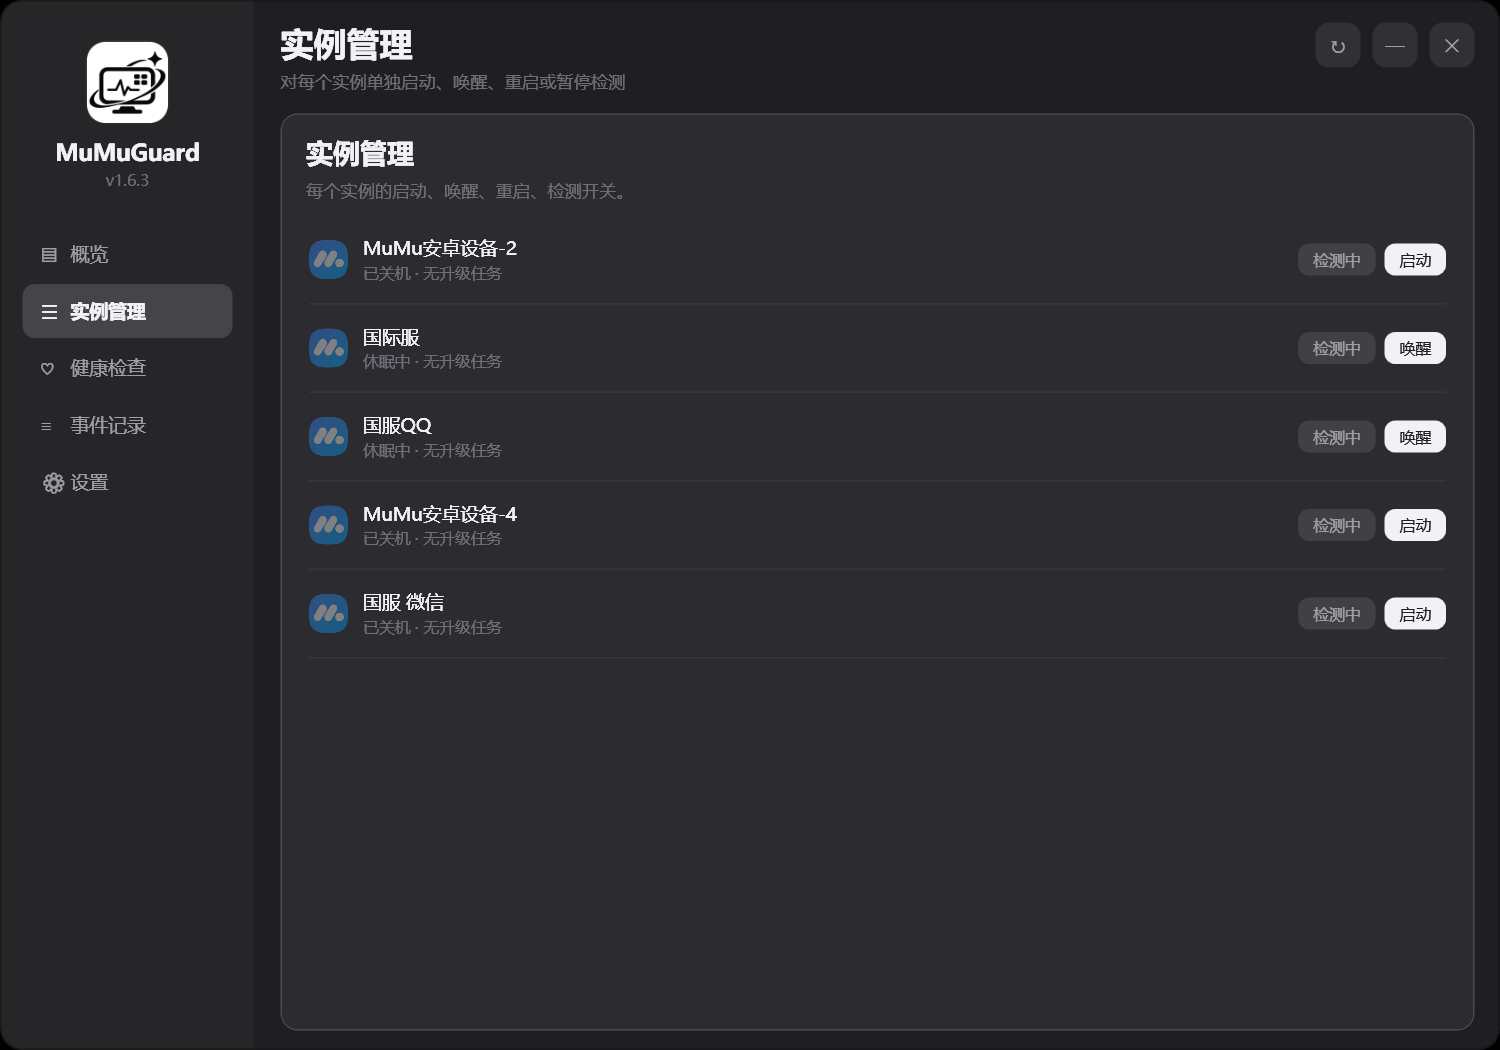 MuMuGuard
v1.6.3
概览
实例管理
健康检查
事件记录
设置
实例管理
对每个实例单独启动、唤醒、重启或暂停检测
实例管理
每个实例的启动、唤醒、重启、检测开关。
MuMu安卓设备-2
已关机 · 无升级任务
检测中 启动
国际服
休眠中 · 无升级任务
检测中 唤醒
国服QQ
休眠中 · 无升级任务
检测中 唤醒
MuMu安卓设备-4
已关机 · 无升级任务
检测中 启动
国服 微信
已关机 · 无升级任务
检测中 启动